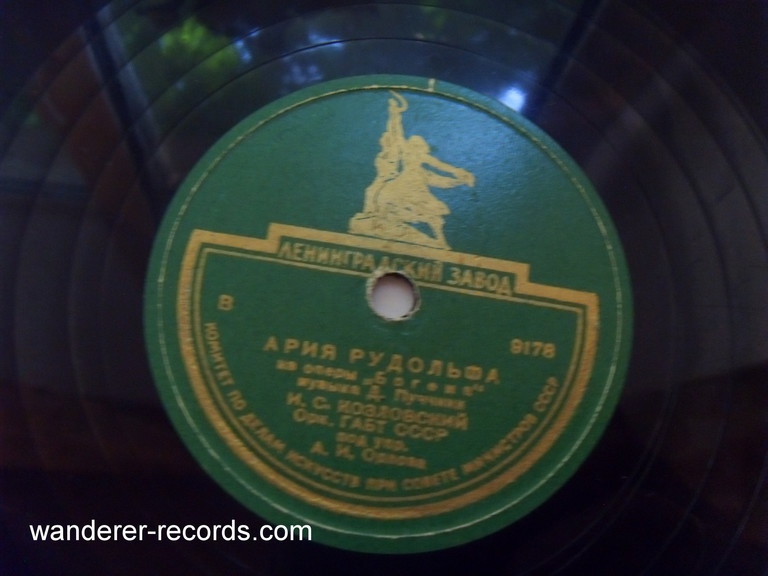 ЛЕНИНГРАДСКИЙ ЗАВОД
В
9178
АРИЯ РУДОЛЬФА
из оперы „Богема"
музыка Д. Пуччини
И. С. КОЗЛОВСКИЙ
Орк. ГАБТ СССР
под упр.
А. И. Орлова
КОМИТЕТ ПО ДЕЛАМ ИСКУССТВ ПРИ СОВЕТЕ МИНИСТРОВ СССР
wanderer-records.com